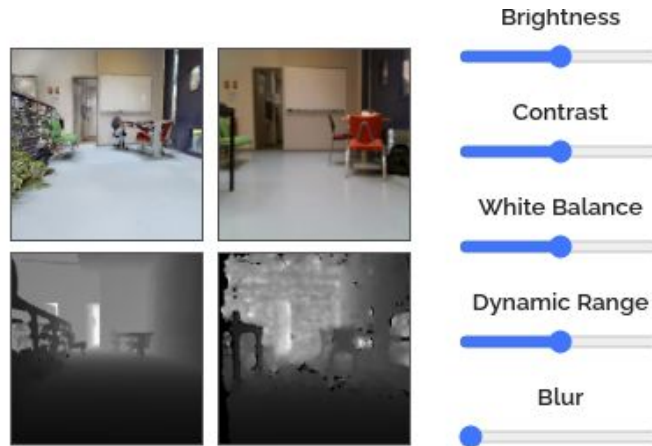 Brightness
Contrast
White Balance
Dynamic Range
Blur